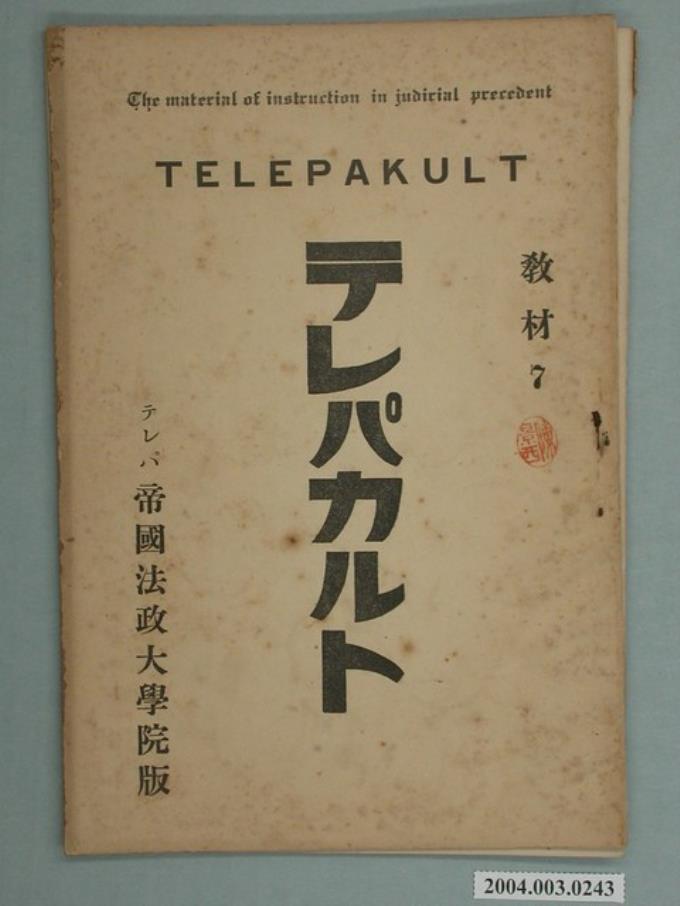 The material of instruction in judirial precedent
TELEPAKULT
教材7
テレパカルト
テレパ 帝國法政大學院版
2004.003.0243